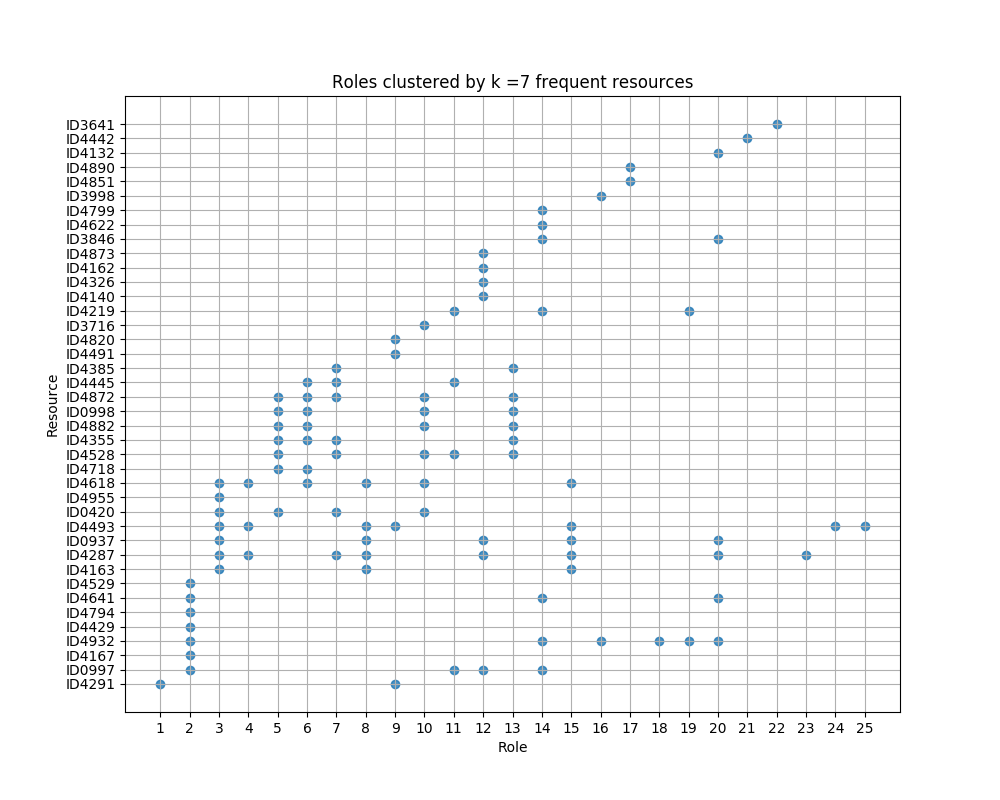 Roles clustered by k =7 frequent resources
ID3641
ID4442
ID4132
ID4890
ID4851
ID3998
ID4799
ID4622
ID3846
ID4873
ID4162
ID4326
ID4140
ID4219
ID3716
ID4820
ID4491
ID4385
ID4445
ID4872
ID0998
ID4882
ID4355
ID4528
ID4718
ID4618
ID4955
ID0420
ID4493
ID0937
ID4287
ID4163
ID4529
ID4641
ID4794
ID4429
ID4932
ID4167
ID0997
ID4291
Resource
1 2 3 4 5 6 7 8 9 10 11 12 13 14 15 16 17 18 19 20 21 22 23 24 25
Role